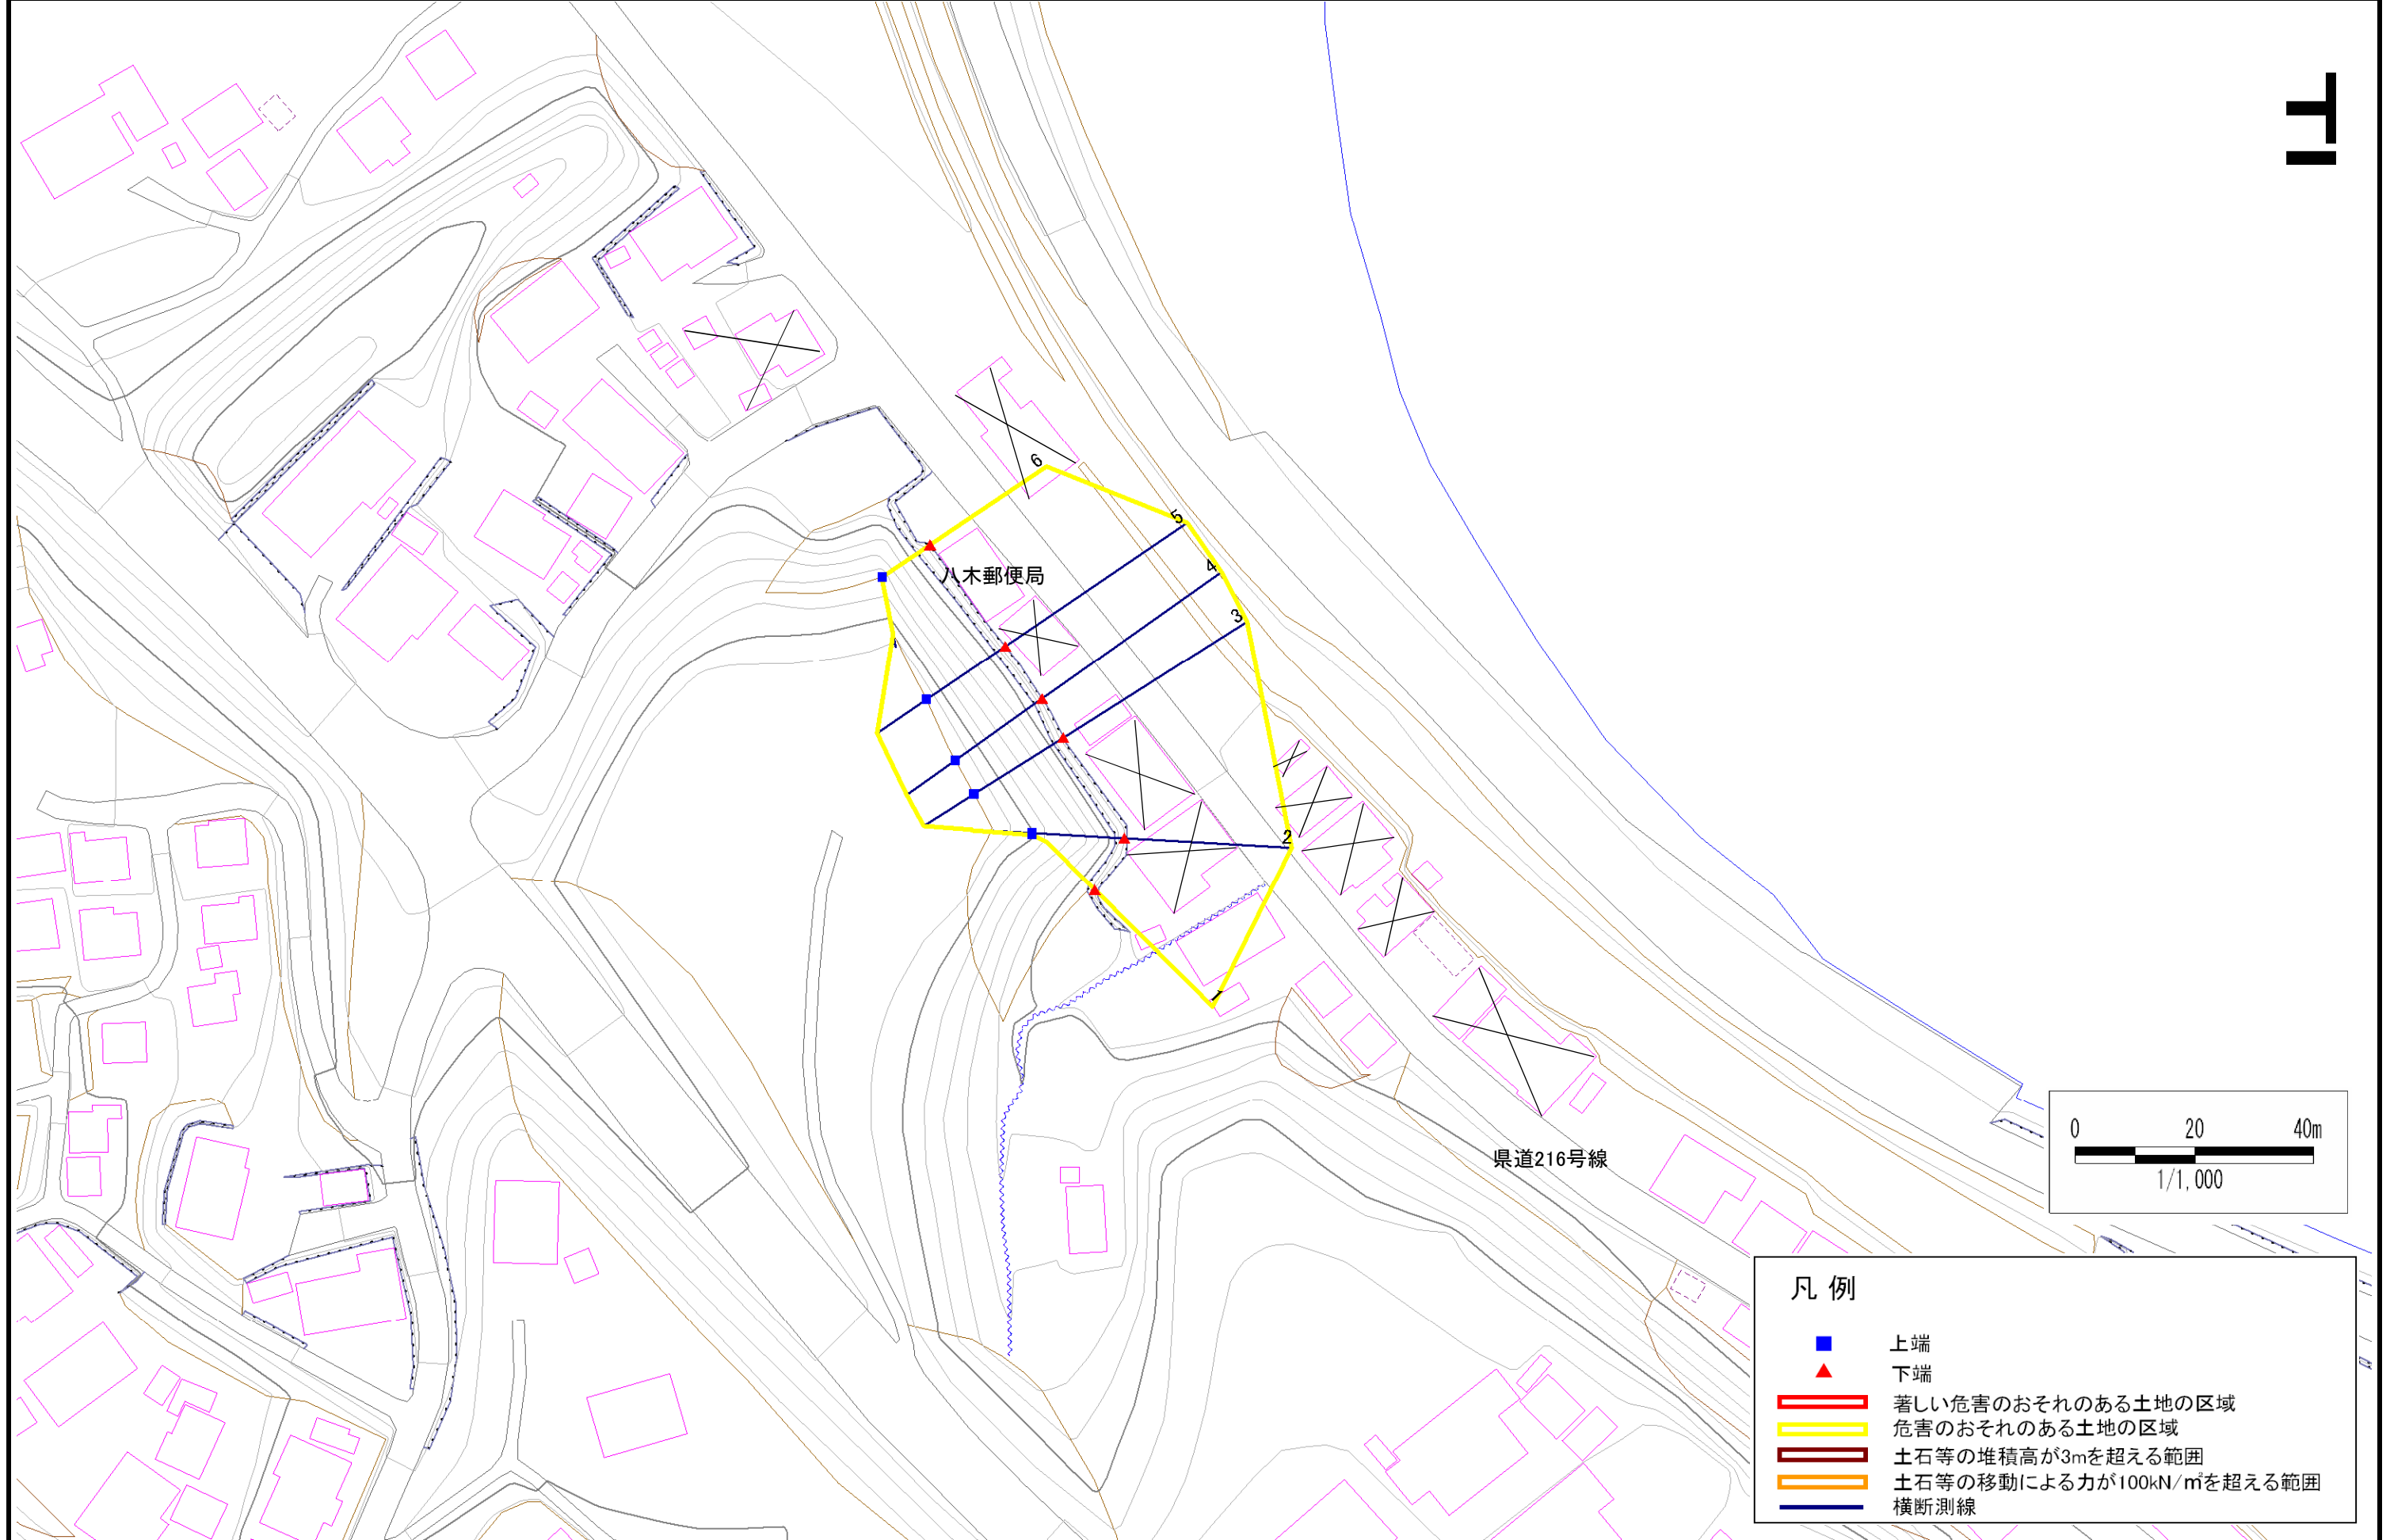 6
5
八木郵便局
4
3
7
2
1
0 20 40m
1/1,000
県道216号線
凡 例
上端
下端
著しい危害のおそれのある土地の区域
危害のおそれのある土地の区域
土石等の堆積高が3mを超える範囲
土石等の移動による力が100kN/㎡を超える範囲
横断測線